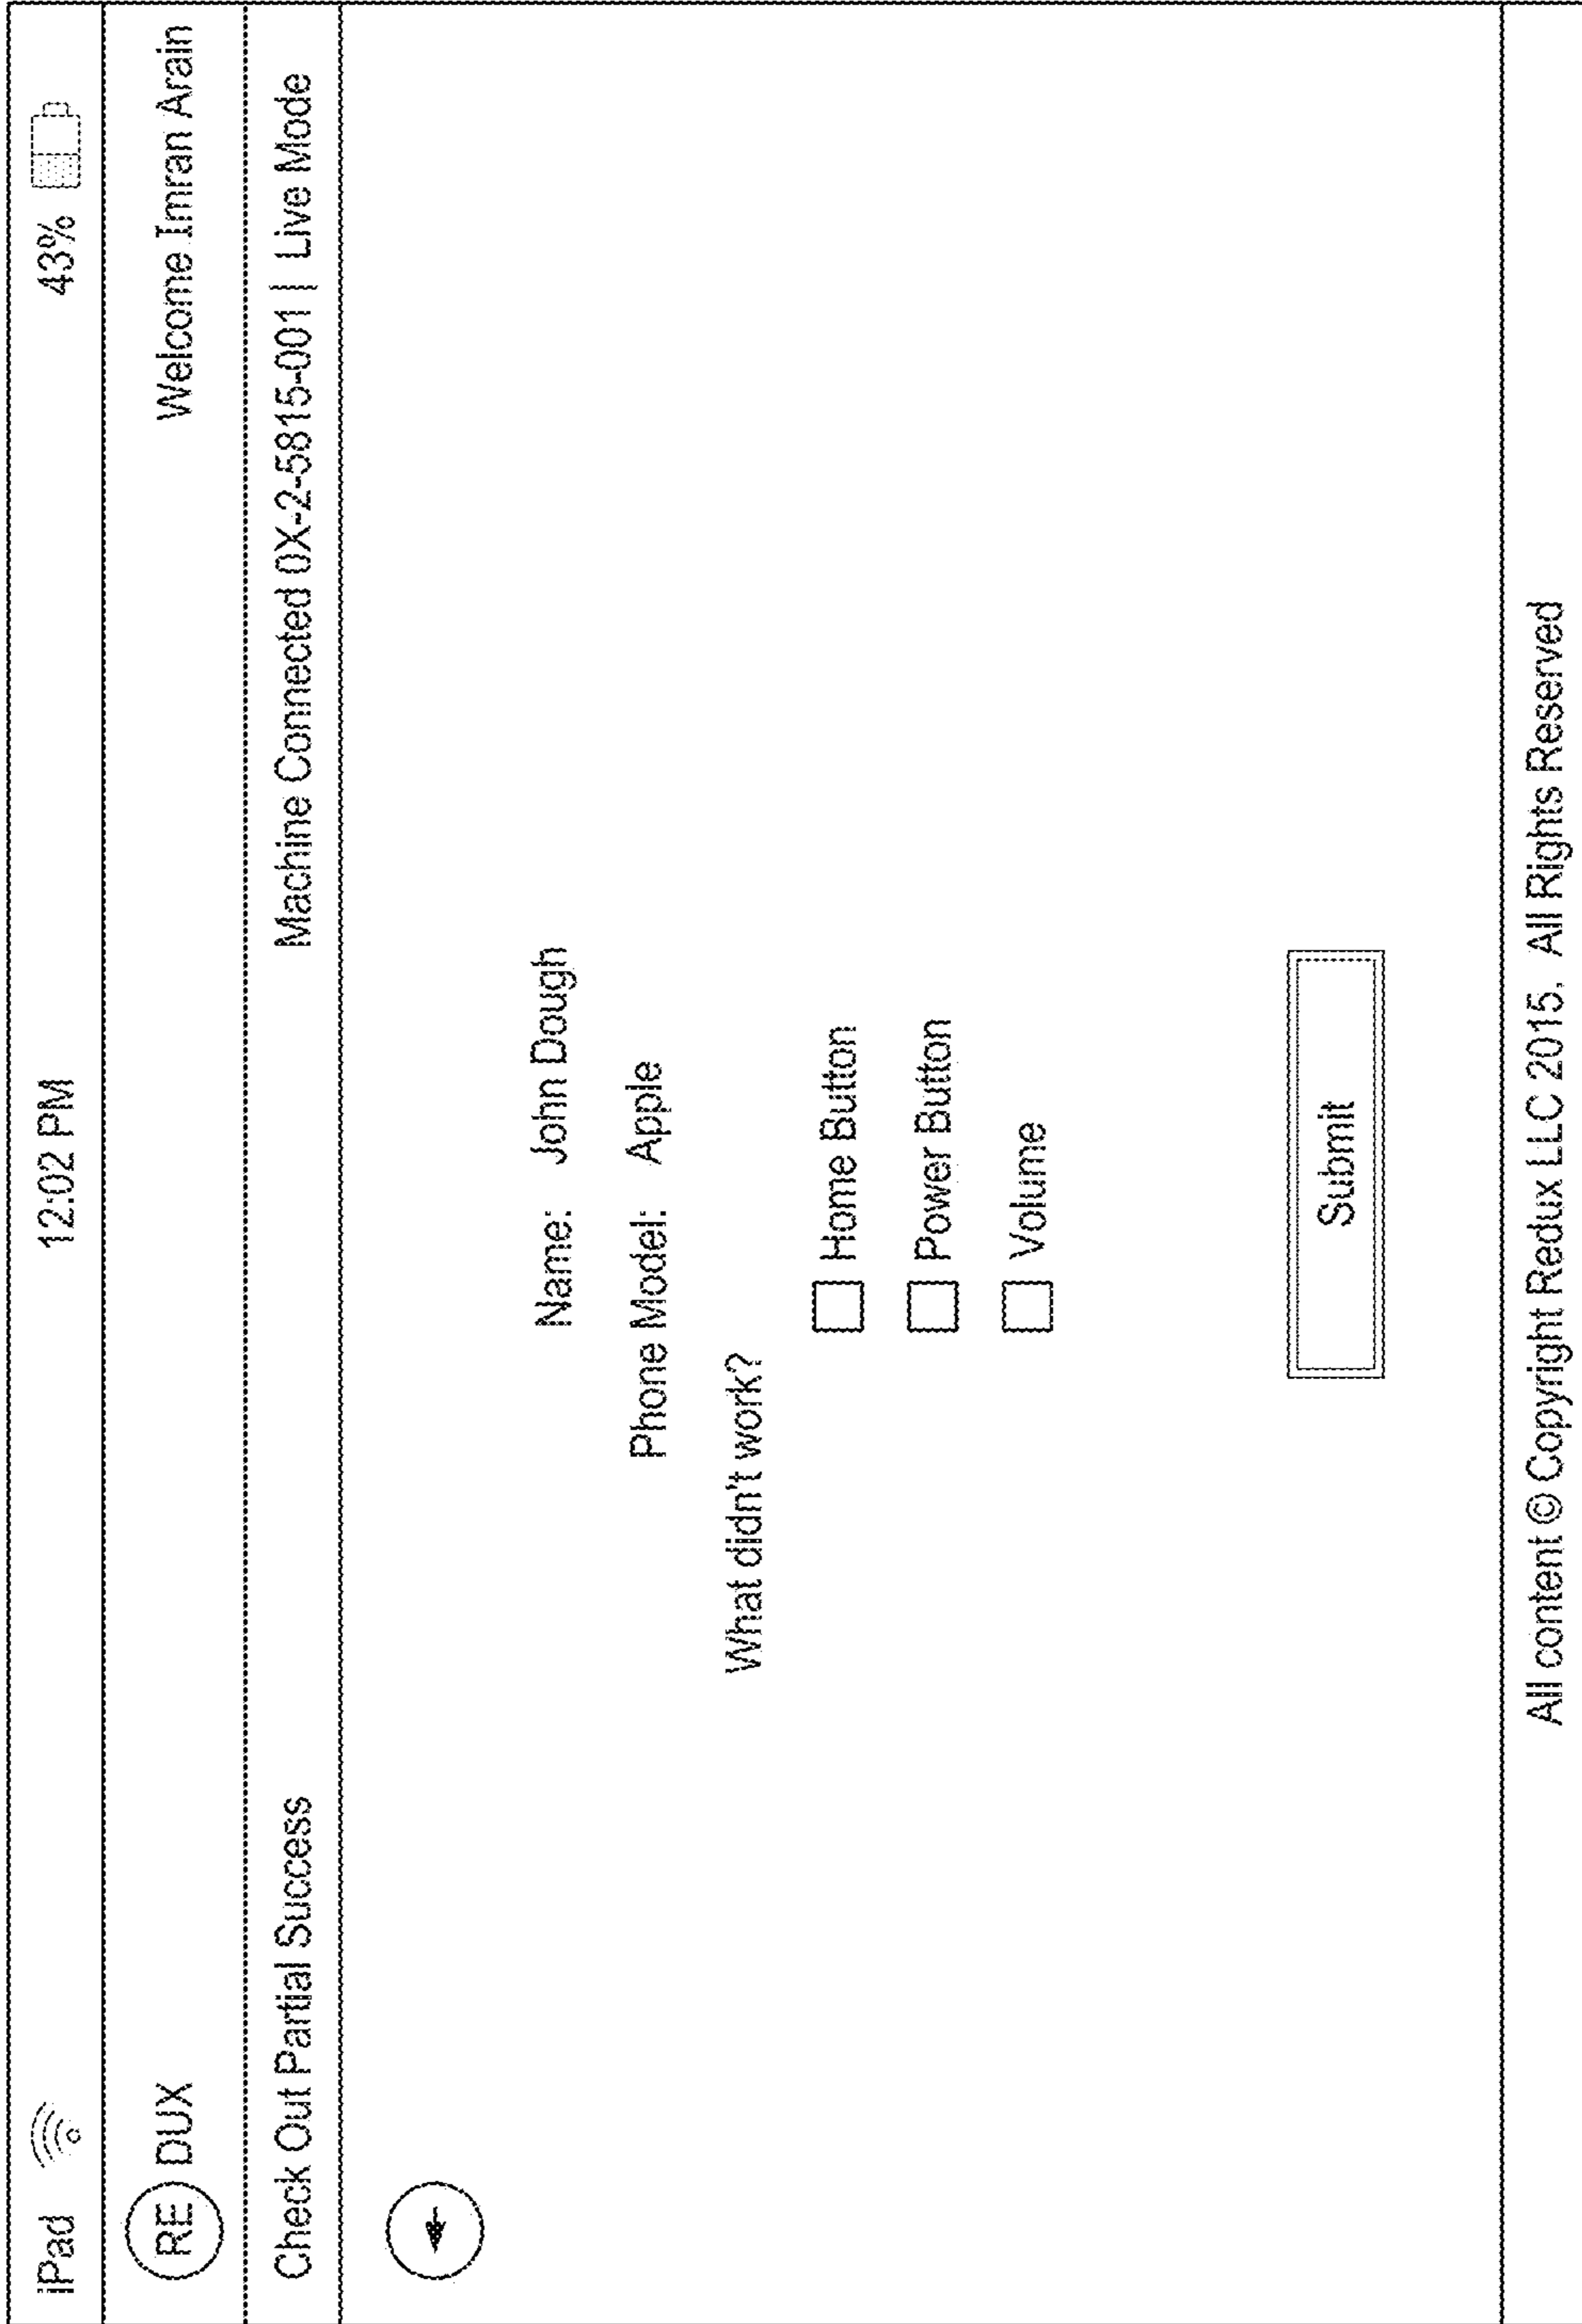 iPad 12:02 PM 43%
REDUX Welcome Imran Arain
Check Out Partial Success Machine Connected 0X-2-5815-001 | Live Mode
Name: John Dough
Phone Model: Apple
What didn't work?
Home Button
Power Button
Volume
Submit
All content © Copyright Redux LLC 2015. All Rights Reserved